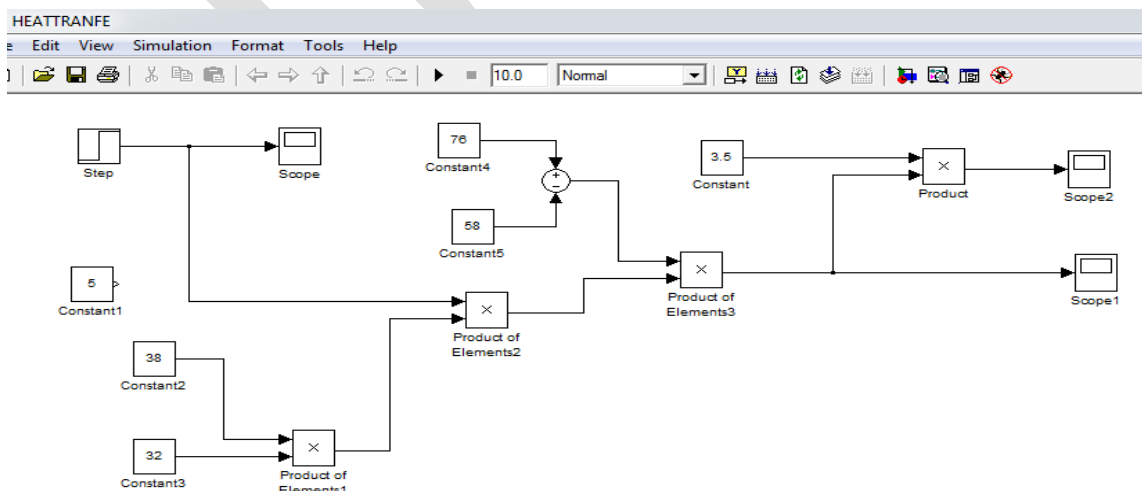 HEATTRANFE
e Edit View Simulation Format Tools Help
10.0 Normal
Step
Scope
76
Constant4
58
Constant5
3.5
Constant
×
Product
Scope2
5
Constant1
×
Product of
Elements3
Scope1
×
Product of
Elements2
38
Constant2
32
Constant3
×
Product of
Elements1